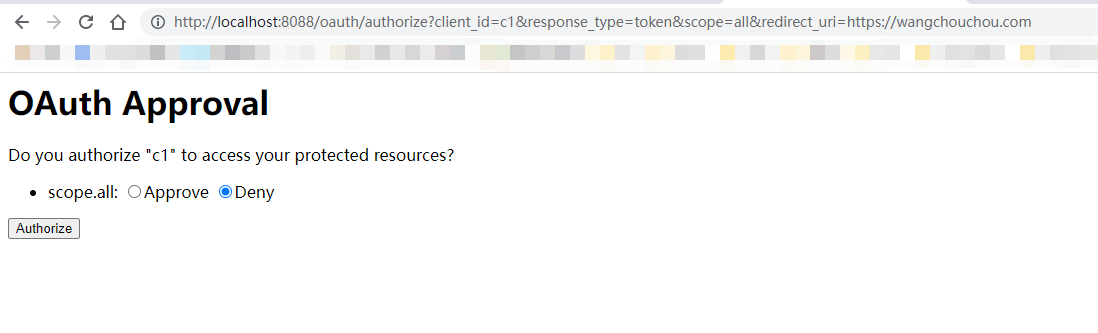 http://localhost:8088/oauth/authorize?client_id=c1&response_type=token&scope=all&redirect_uri=https://wangchouchou.com
OAuth Approval
Do you authorize "c1" to access your protected resources?
scope.all: Approve Deny
Authorize